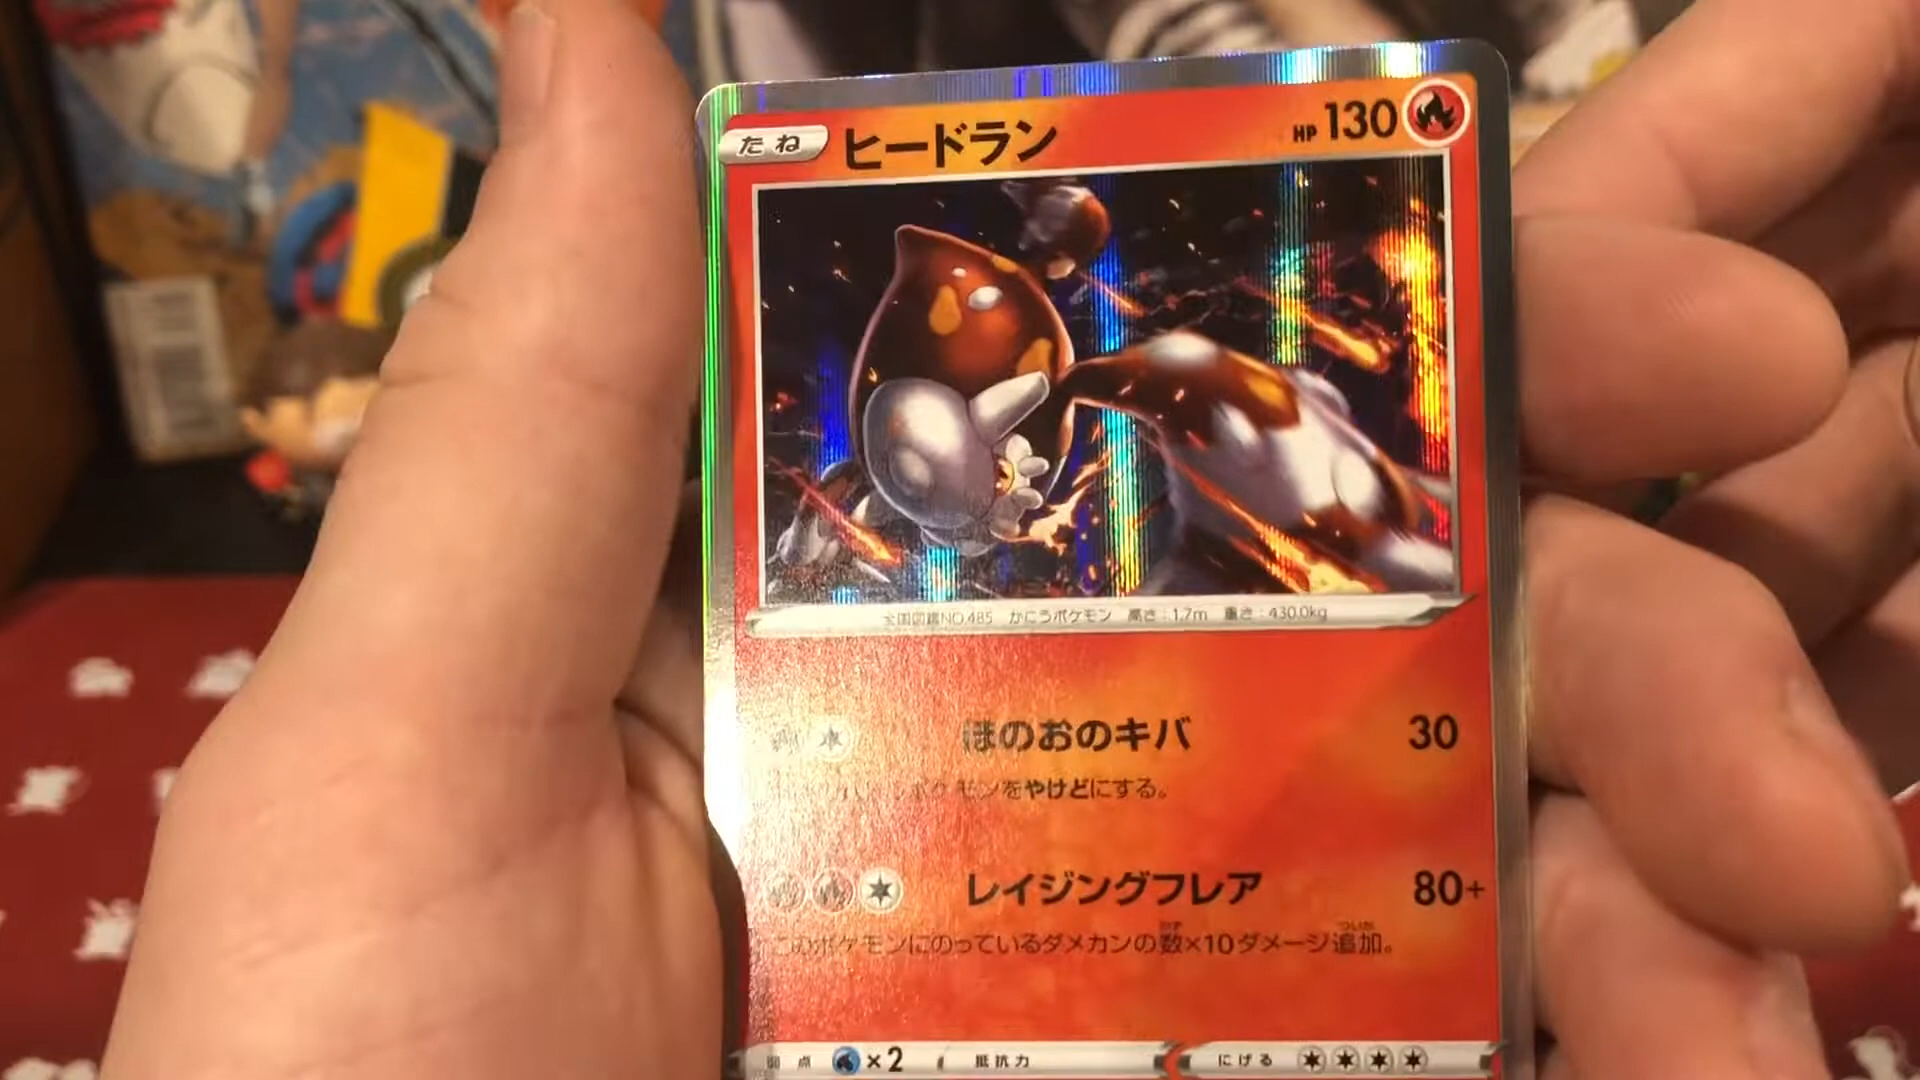 たね ヒードラン HP 130
全国図鑑NO.485 かこうポケモン 高さ:1.7m 重さ:430.0kg
ほのおのキバ 30
ポケモンをやけどにする。
レイジングフレア 80+
このポケモンにのっているダメカンの数×10ダメージ追加。
弱点 ×2 抵抗力 にげる